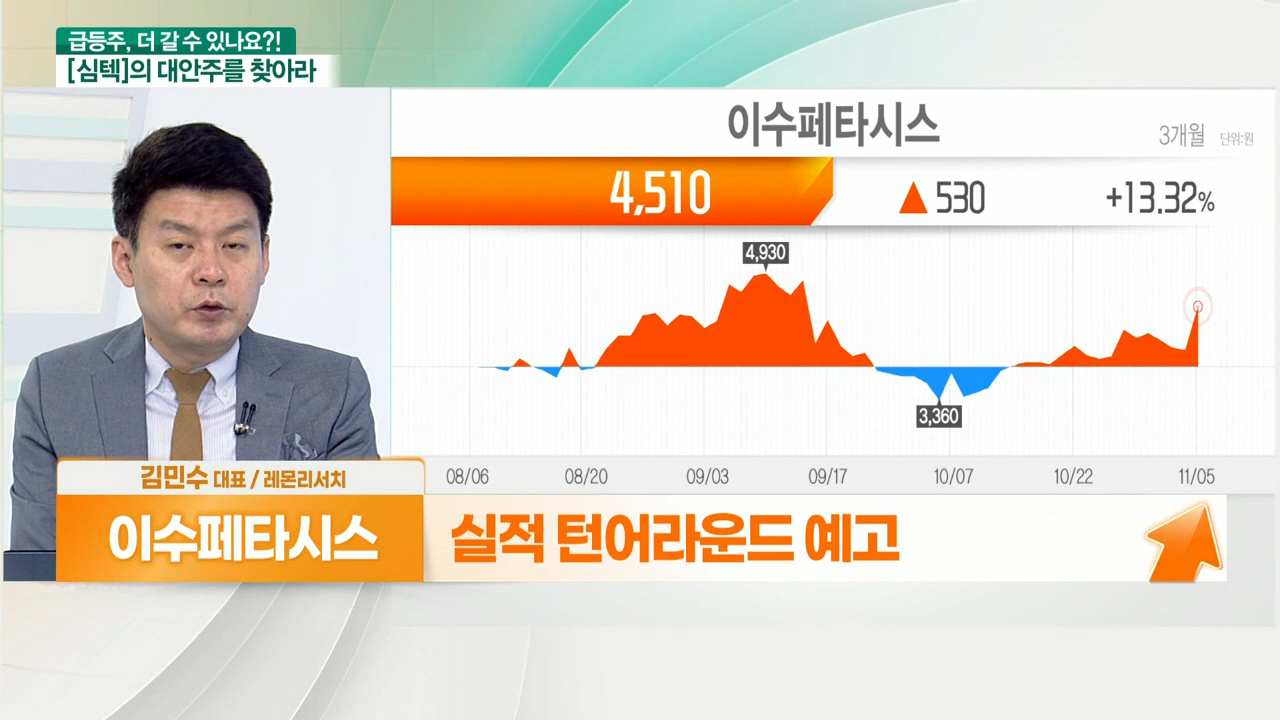 급등주, 더 갈 수 있나요?!
[심텍]의 대안주를 찾아라
이수페타시스
3개월 단위:원
4,510 ▲ 530 +13.32%
4,930
3,360
08/06 08/20 09/03 09/17 10/07 10/22 11/05
김민수 대표 / 레몬리서치
이수페타시스 실적 턴어라운드 예고